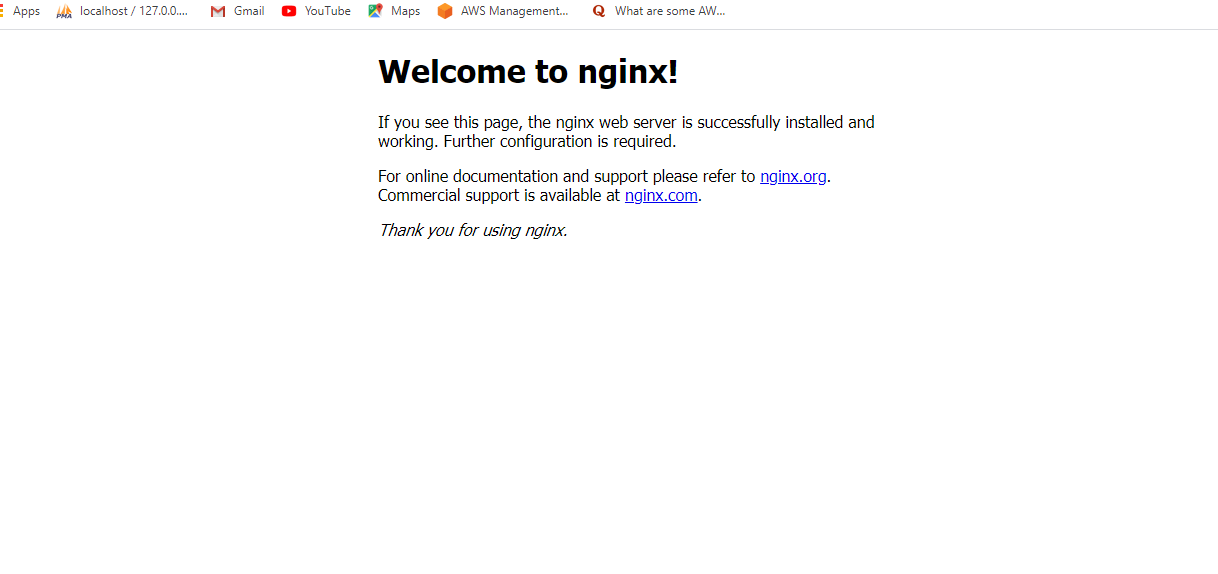 Apps PMA localhost / 127.0.0.... Gmail YouTube Maps AWS Management... Q What are some AW...
Welcome to nginx!
If you see this page, the nginx web server is successfully installed and
working. Further configuration is required.
For online documentation and support please refer to nginx.org.
Commercial support is available at nginx.com.
Thank you for using nginx.